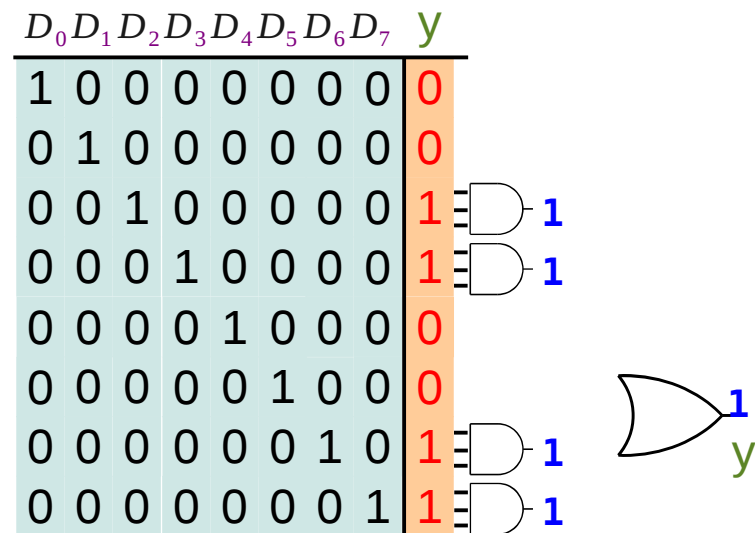 D0 D1 D2 D3 D4 D5 D6 D7 y
1 0 0 0 0 0 0 0 0
0 1 0 0 0 0 0 0 0
0 0 1 0 0 0 0 0 1 1
0 0 0 1 0 0 0 0 1 1
0 0 0 0 1 0 0 0 0
0 0 0 0 0 1 0 0 0
1
0 0 0 0 0 0 1 0 1 1
y
0 0 0 0 0 0 0 1 1 1